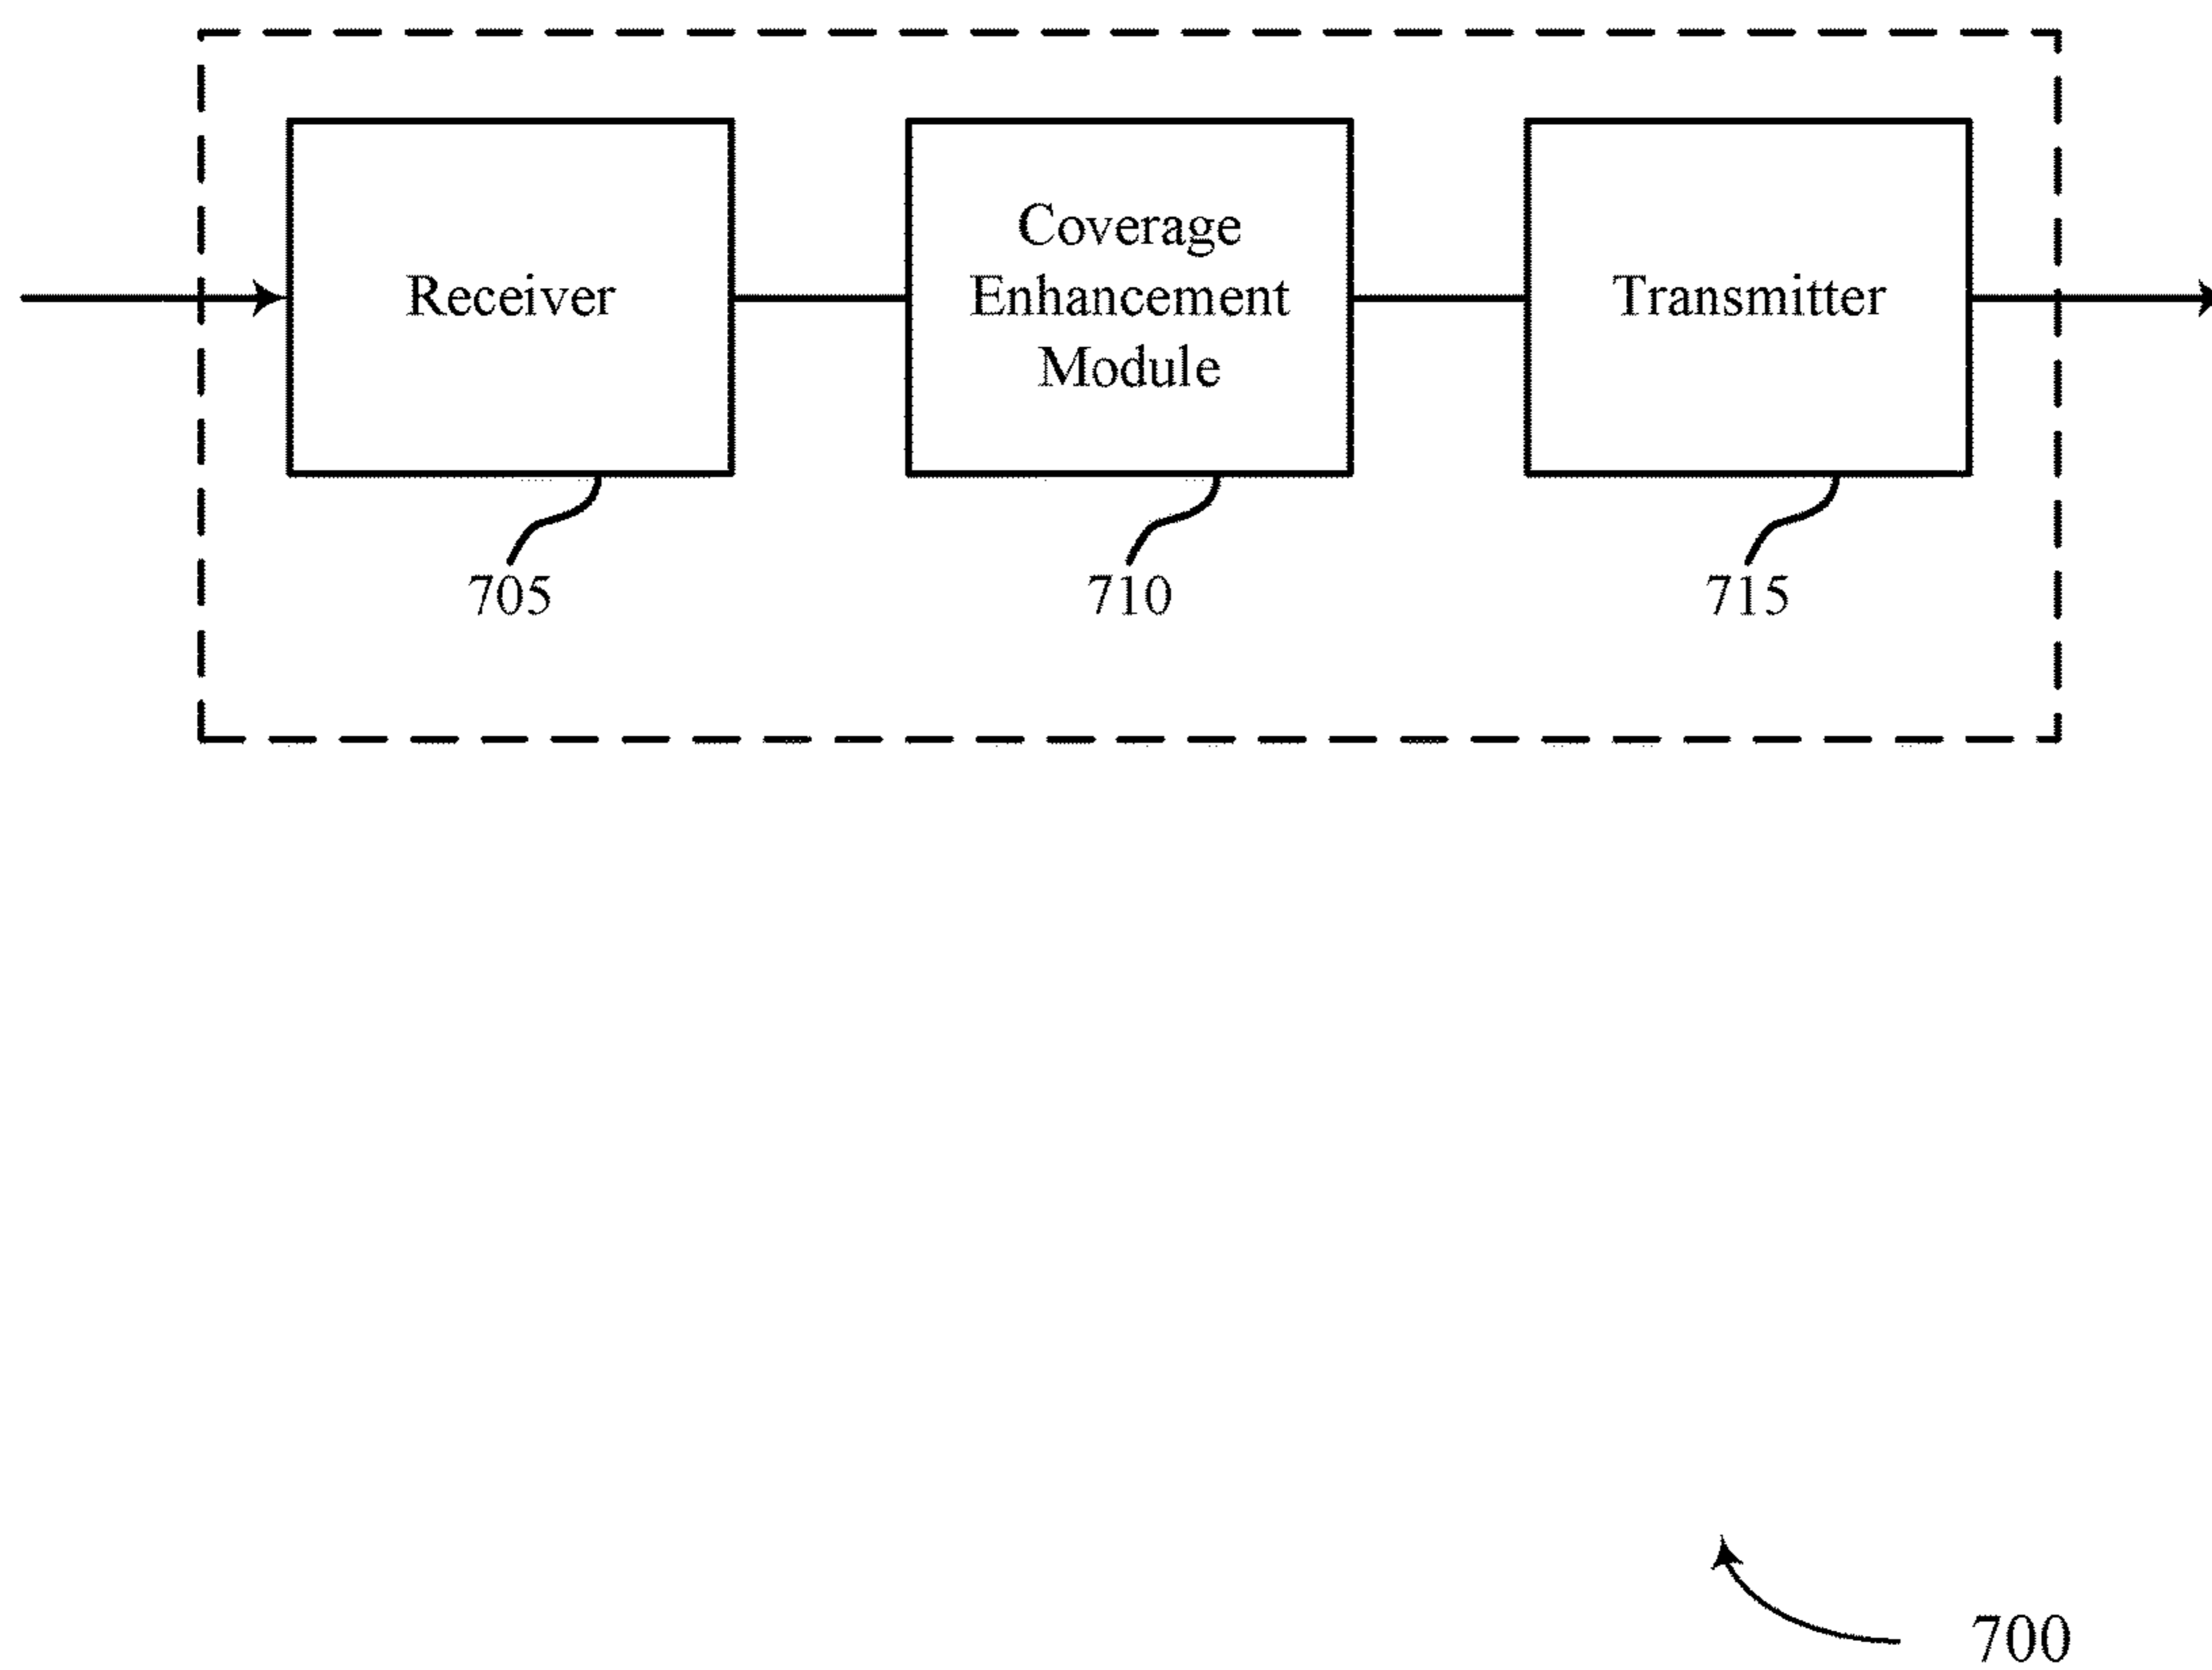 Receiver
Coverage
Enhancement
Module
Transmitter
705
710
715
700